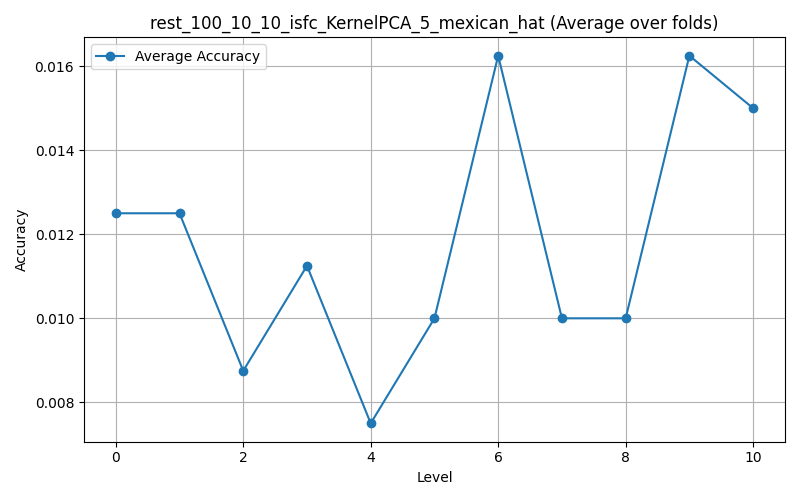 rest_100_10_10_isfc_KernelPCA_5_mexican_hat (Average over folds)
Average Accuracy
0.016
0.014
0.012
0.010
0.008
Accuracy
0 2 4 6 8 10
Level